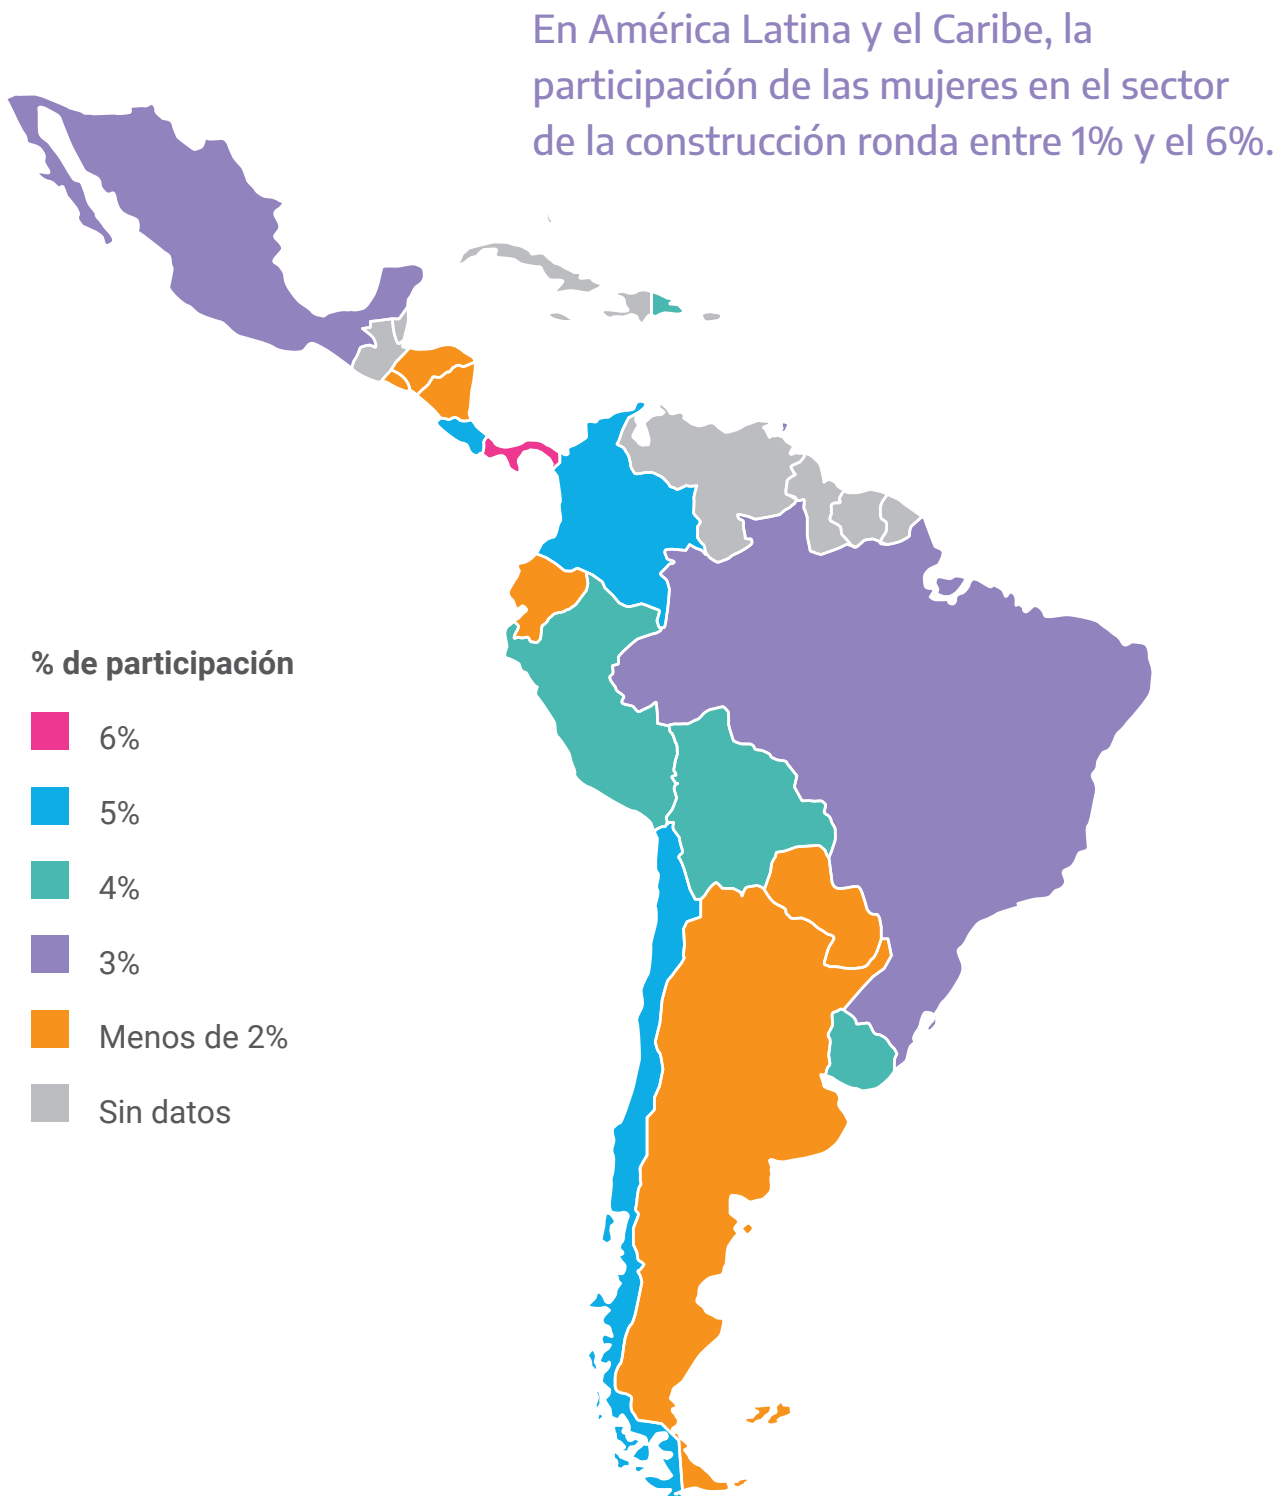 En América Latina y el Caribe, la
participación de las mujeres en el sector
de la construcción ronda entre 1% y el 6%.
% de participación
6%
5%
4%
3%
Menos de 2%
Sin datos